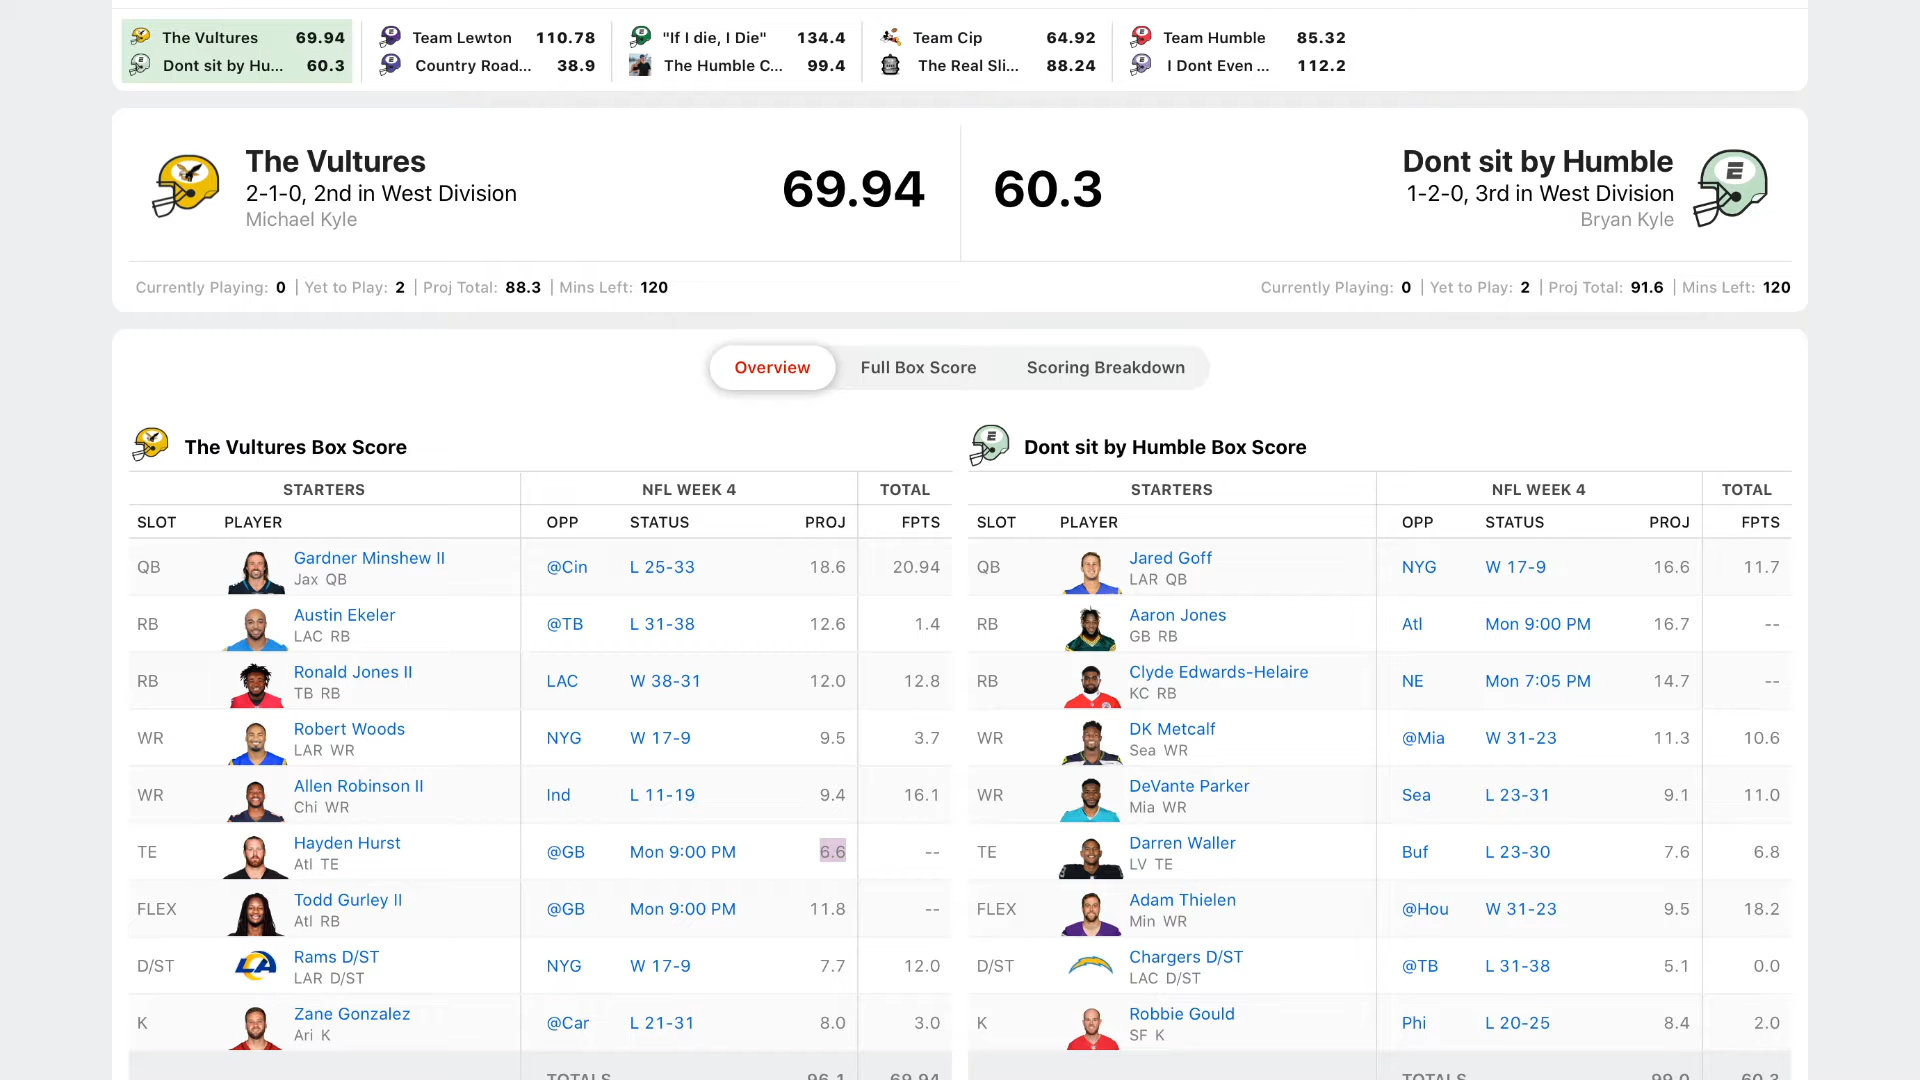 The Vultures 69.94
Dont sit by Hu... 60.3
Team Lewton 110.78
Country Road... 38.9
"If I die, I Die" 134.4
The Humble C... 99.4
Team Cip 64.92
The Real Sli... 88.24
Team Humble 85.32
I Dont Even ... 112.2
The Vultures
2-1-0, 2nd in West Division
Michael Kyle
69.94
60.3
Dont sit by Humble
1-2-0, 3rd in West Division
Bryan Kyle
Currently Playing: 0 | Yet to Play: 2 | Proj Total: 88.3 | Mins Left: 120
Currently Playing: 0 | Yet to Play: 2 | Proj Total: 91.6 | Mins Left: 120
Overview Full Box Score Scoring Breakdown
The Vultures Box Score
STARTERS NFL WEEK 4 TOTAL
SLOT PLAYER OPP STATUS PROJ FPTS
QB Gardner Minshew II @Cin L 25-33 18.6 20.94
Jax QB
RB Austin Ekeler @TB L 31-38 12.6 1.4
LAC RB
RB Ronald Jones II LAC W 38-31 12.0 12.8
TB RB
WR Robert Woods NYG W 17-9 9.5 3.7
LAR WR
WR Allen Robinson II Ind L 11-19 9.4 16.1
Chi WR
TE Hayden Hurst @GB Mon 9:00 PM 6.6 --
Atl TE
FLEX Todd Gurley II @GB Mon 9:00 PM 11.8 --
Atl RB
D/ST Rams D/ST NYG W 17-9 7.7 12.0
LAR D/ST
K Zane Gonzalez @Car L 21-31 8.0 3.0
Ari K
TOTALS 96.1 69.94
Dont sit by Humble Box Score
STARTERS NFL WEEK 4 TOTAL
SLOT PLAYER OPP STATUS PROJ FPTS
QB Jared Goff NYG W 17-9 16.6 11.7
LAR QB
RB Aaron Jones Atl Mon 9:00 PM 16.7 --
GB RB
RB Clyde Edwards-Helaire NE Mon 7:05 PM 14.7 --
KC RB
WR DK Metcalf @Mia W 31-23 11.3 10.6
Sea WR
WR DeVante Parker Sea L 23-31 9.1 11.0
Mia WR
TE Darren Waller Buf L 23-30 7.6 6.8
LV TE
FLEX Adam Thielen @Hou W 31-23 9.5 18.2
Min WR
D/ST Chargers D/ST @TB L 31-38 5.1 0.0
LAC D/ST
K Robbie Gould Phi L 20-25 8.4 2.0
SF K
TOTALS 99.0 60.3